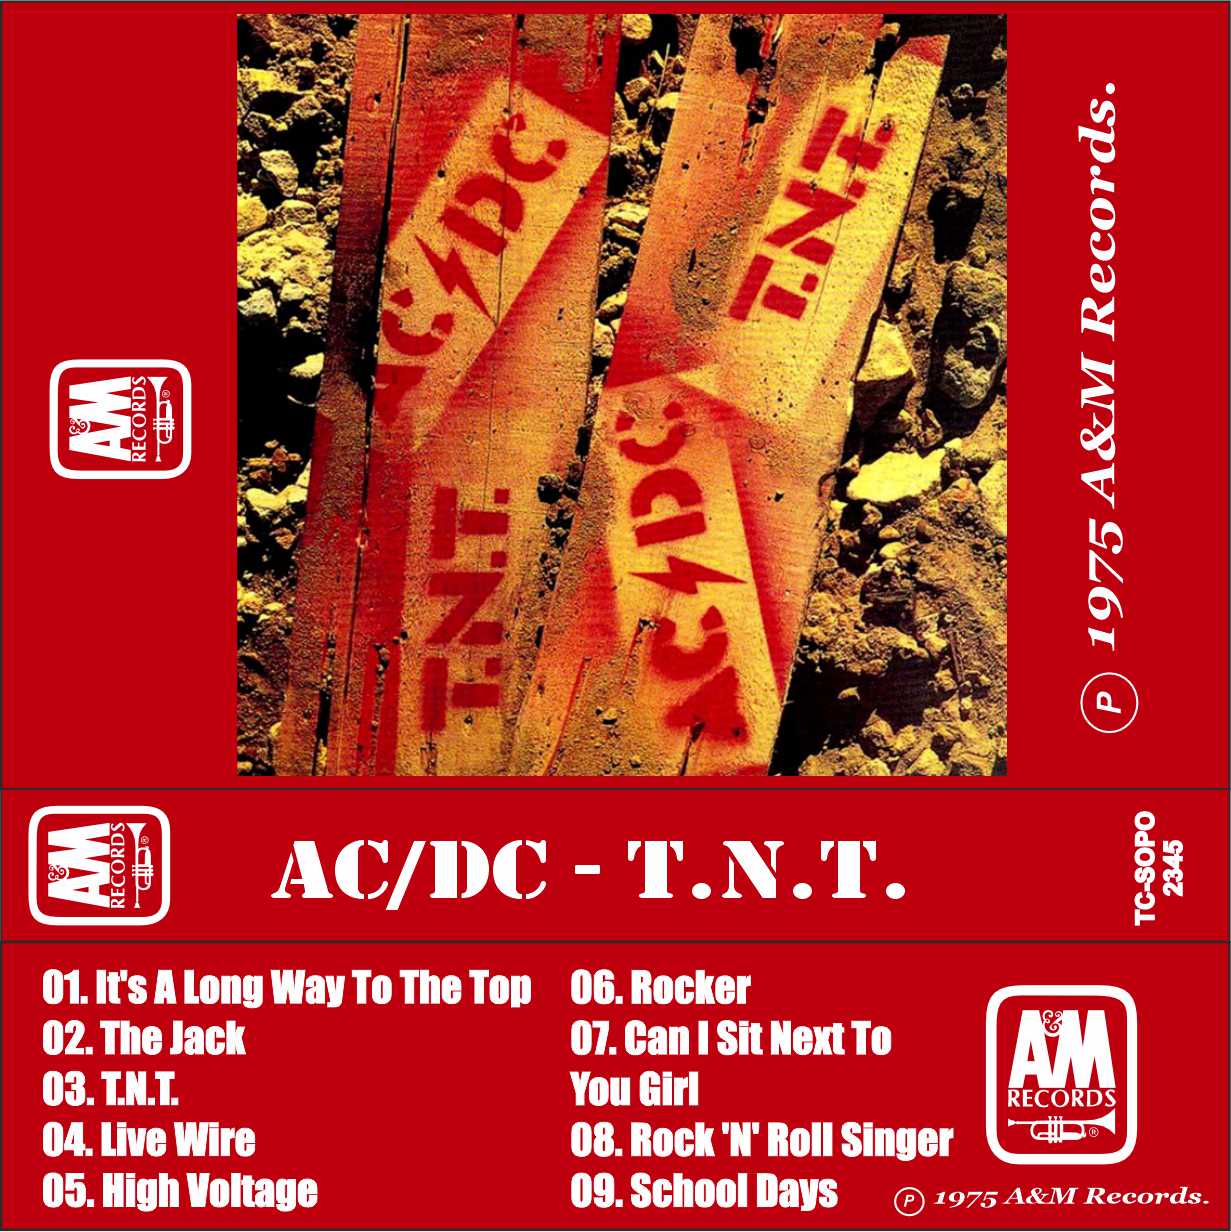 AC/DC
T.N.T.
T.N.T.
AC/DC
A&M
RECORDS
®
℗ 1975 A&M Records.
A&M
RECORDS
®
AC/DC - T.N.T.
TC-SOPO
2345
01. It's A Long Way To The Top
02. The Jack
03. T.N.T.
04. Live Wire
05. High Voltage
06. Rocker
07. Can I Sit Next To
You Girl
08. Rock 'N' Roll Singer
09. School Days
A&M
RECORDS
®
℗ 1975 A&M Records.